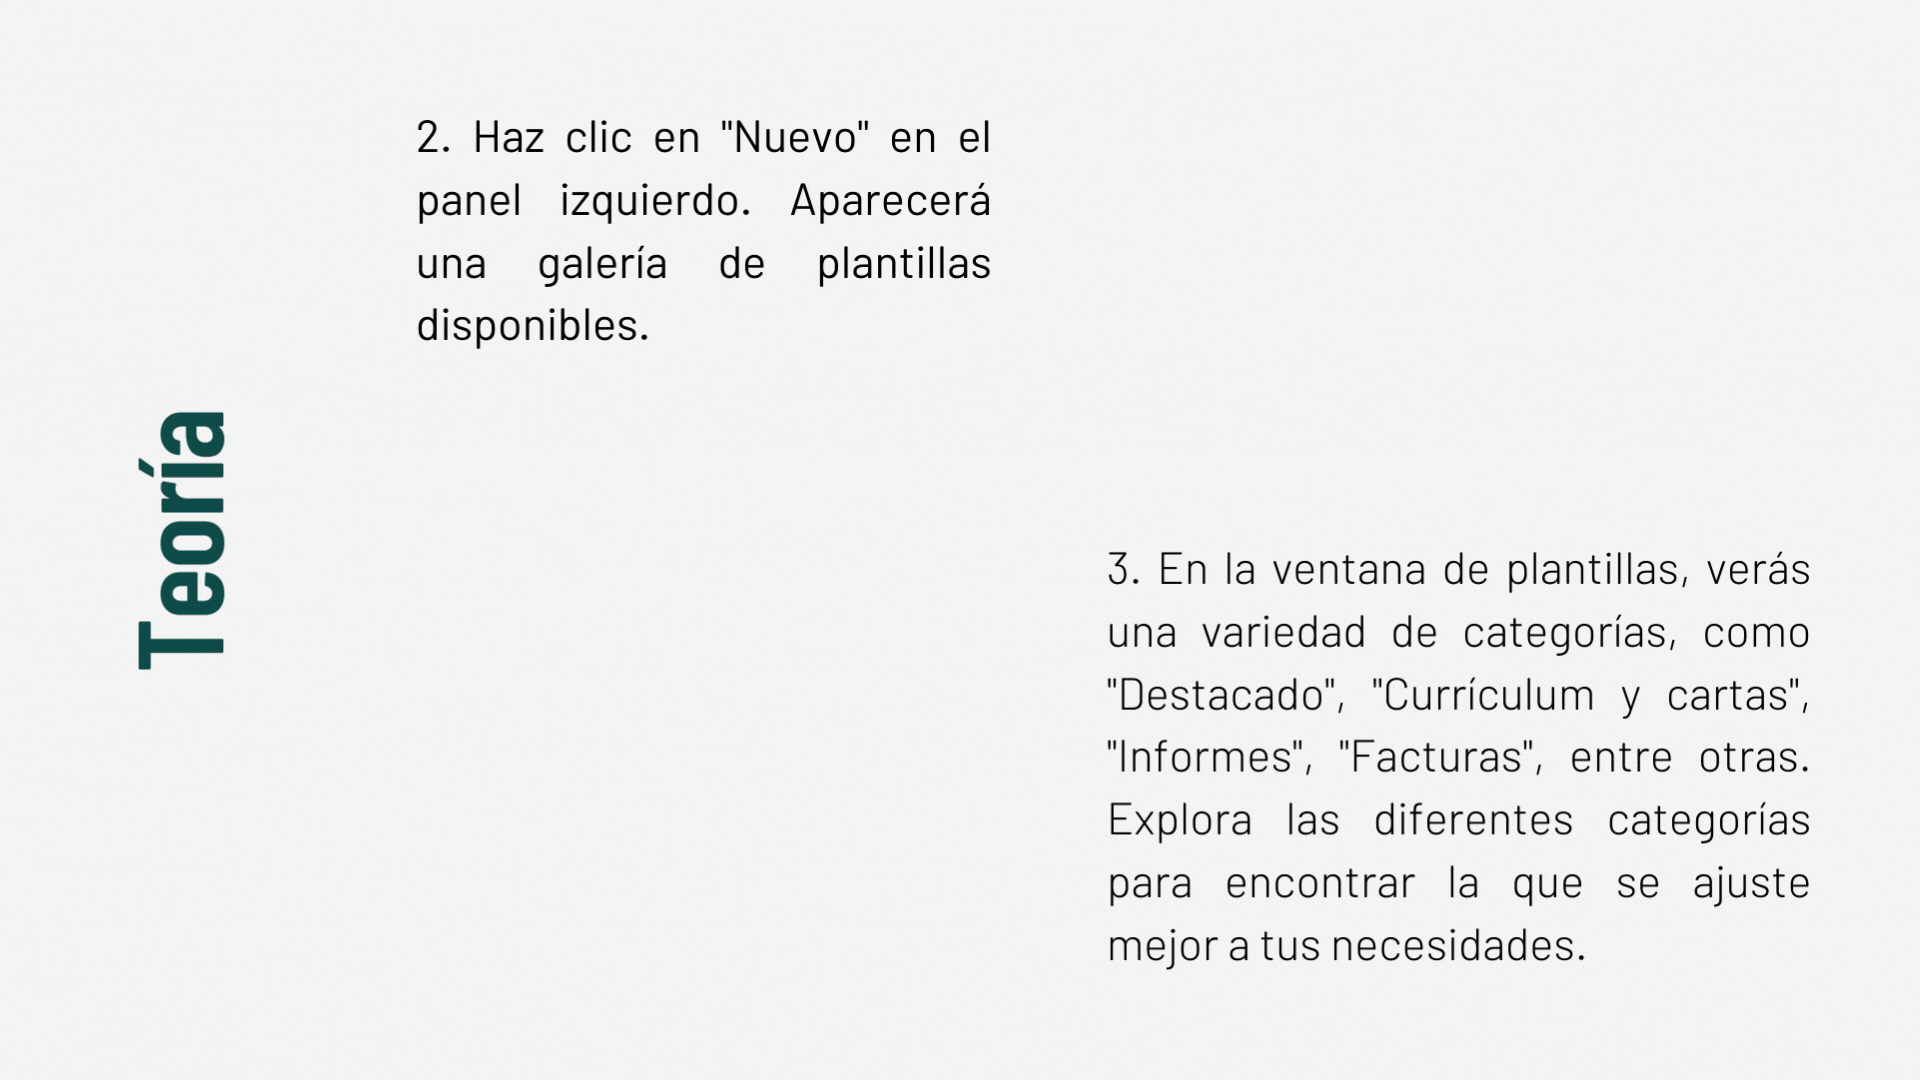 Teoría
2. Haz clic en "Nuevo" en el
panel izquierdo. Aparecerá
una galería de plantillas
disponibles.
3. En la ventana de plantillas, verás
una variedad de categorías, como
"Destacado", "Currículum y cartas",
"Informes", "Facturas", entre otras.
Explora las diferentes categorías
para encontrar la que se ajuste
mejor a tus necesidades.